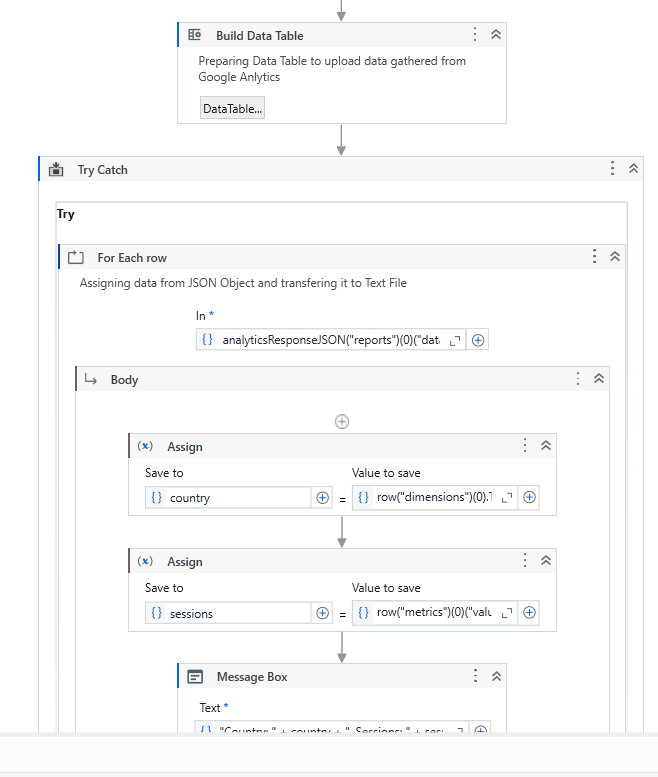 Build Data Table
Preparing Data Table to upload data gathered from
Google Anlytics
DataTable...
Try Catch
Try
For Each row
Assigning data from JSON Object and transfering it to Text File
In *
analyticsResponseJSON("reports")(0)("data
Body
Assign
Save to
Value to save
country
=
row("dimensions")(0).T
Assign
Save to
Value to save
sessions
=
row("metrics")(0)("valu
Message Box
Text *
"Country: " + country + ", Sessions: " + sess